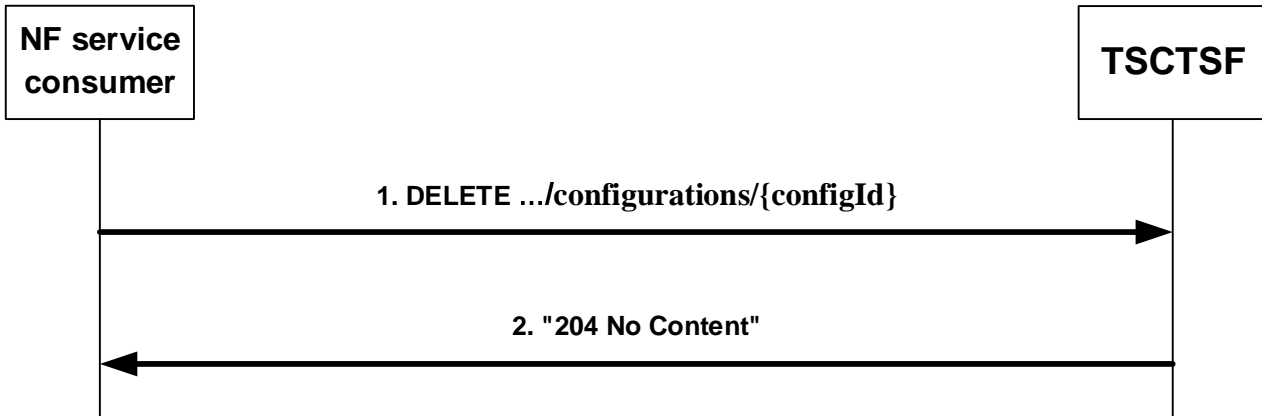 NF service
consumer
TSCTSF
1. DELETE .../configurations/{configId}
2. "204 No Content"